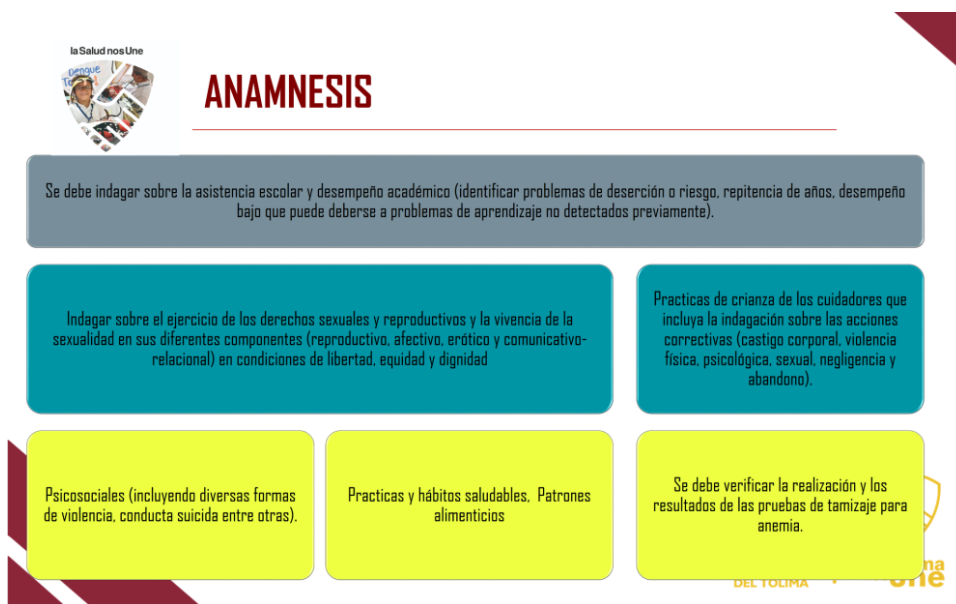 la Salud nos Une
Dengue
ANAMNESIS
Se debe indagar sobre la asistencia escolar y desempeño académico (identificar problemas de deserción o riesgo, repitencia de años, desempeño
bajo que puede deberse a problemas de aprendizaje no detectados previamente).
Indagar sobre el ejercicio de los derechos sexuales y reproductivos y la vivencia de la
sexualidad en sus diferentes componentes (reproductivo, afectivo, erótico y comunicativo-
relacional) en condiciones de libertad, equidad y dignidad
Practicas de crianza de los cuidadores que
incluya la indagación sobre las acciones
correctivas (castigo corporal, violencia
física, psicológica, sexual, negligencia y
abandono).
Psicosociales (incluyendo diversas formas
de violencia, conducta suicida entre otras).
Practicas y hábitos saludables, Patrones
alimenticios
Se debe verificar la realización y los
resultados de las pruebas de tamizaje para
anemia.
DEL TOLIMA